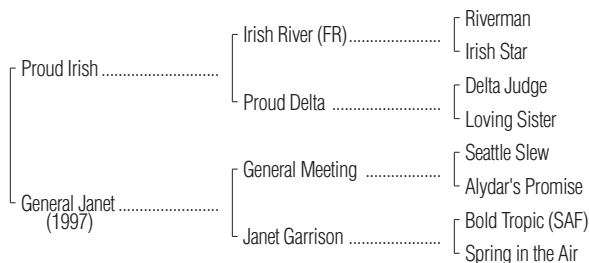 Riverman
Irish River (FR)
Irish Star
Proud Irish
Delta Judge
Proud Delta
Loving Sister
Seattle Slew
General Meeting
Alydar's Promise
General Janet
(1997)
Bold Tropic (SAF)
Janet Garrison
Spring in the Air